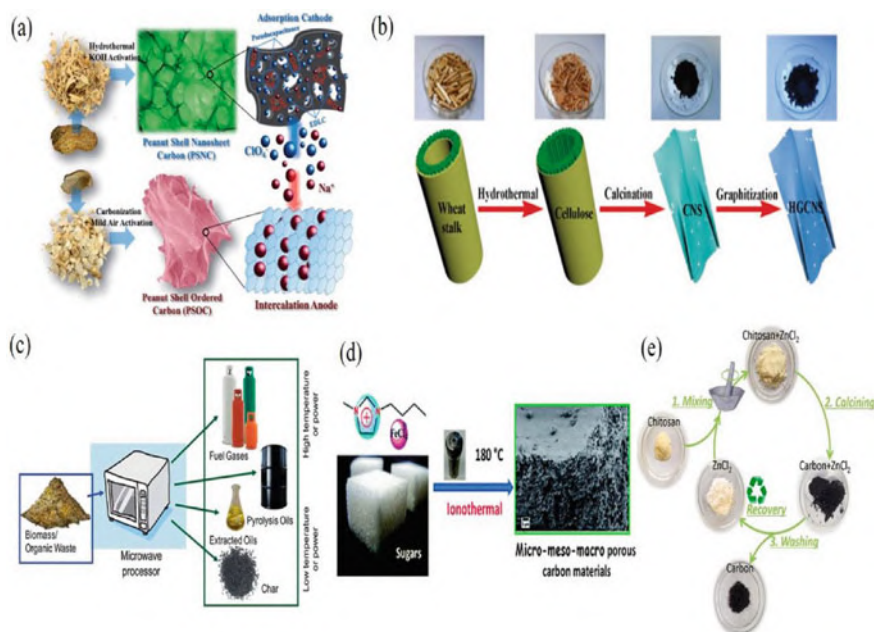 (a)
Hydrothermal
+ KOH Activation
Peanut Shell Nanosheet
Carbon (PSNC)
Adsorption Cathode
Pseudocapacitance
EDLC
Na⁺
Carbonization
+ Mild Air Activation
Peanut Shell Ordered
Carbon (PSOC)
Intercalation Anode
(b)
Wheat
stalk
Hydrothermal
Cellulose
Calcination
CNS
Graphitization
HGCNS
(c)
Biomass/
Organic Waste
Microwave
processor
Fuel Gases
Pyrolysis Oils
Extracted Oils
Char
High temperature
or power
Low temperature
or power
(d)
Sugars
180 °C
Ionothermal
Micro-meso-macro porous
carbon materials
(e)
Chitosan+ZnCl₂
1. Mixing
2. Calcining
Chitosan
ZnCl₂
Carbon+ZnCl₂
Recovery
3. Washing
Carbon